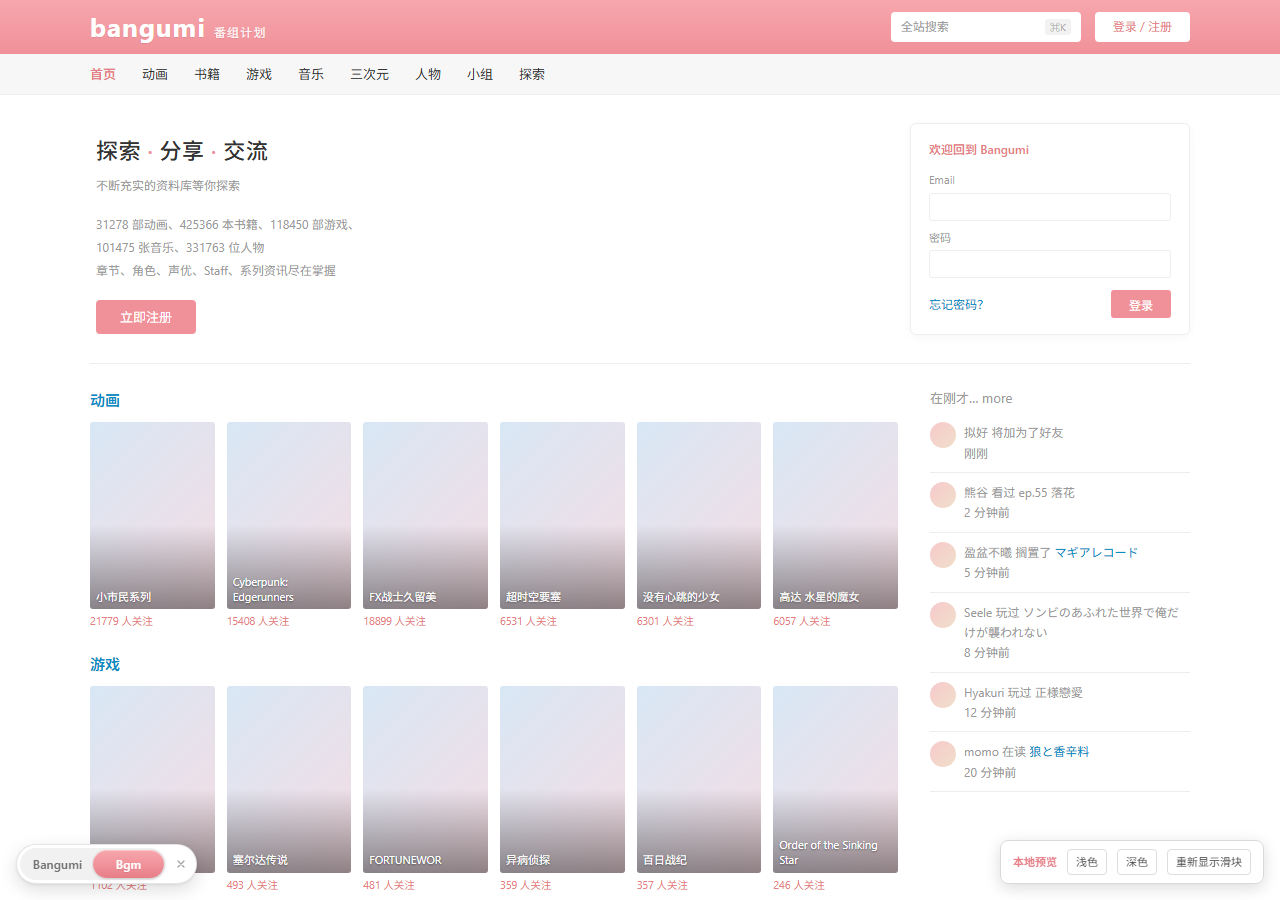 bangumi 番组计划
全站搜索 ⌘K
登录 / 注册
首页 动画 书籍 游戏 音乐 三次元 人物 小组 探索
探索 · 分享 · 交流
不断充实的资料库等你探索
31278 部动画、425366 本书籍、118450 部游戏、
101475 张音乐、331763 位人物
章节、角色、声优、Staff、系列资讯尽在掌握
立即注册
欢迎回到 Bangumi
Email
密码
忘记密码？ 登录
动画
小市民系列
21779 人关注
Cyberpunk:
Edgerunners
15408 人关注
FX战士久留美
18899 人关注
超时空要塞
6531 人关注
没有心跳的少女
6301 人关注
高达 水星的魔女
6057 人关注
游戏
1102 人关注
塞尔达传说
493 人关注
FORTUNEWOR
481 人关注
异病侦探
359 人关注
百日战纪
357 人关注
Order of the Sinking
Star
246 人关注
在刚才... more
拟好 将加为了好友
刚刚
熊谷 看过 ep.55 落花
2 分钟前
盈盆不曦 搁置了 マギアレコード
5 分钟前
Seele 玩过 ソンビのあふれた世界で俺だ
けが襲われない
8 分钟前
Hyakuri 玩过 正様戀愛
12 分钟前
momo 在读 狼と香辛料
20 分钟前
Bangumi Bgm ×
本地预览 浅色 深色 重新显示滑块